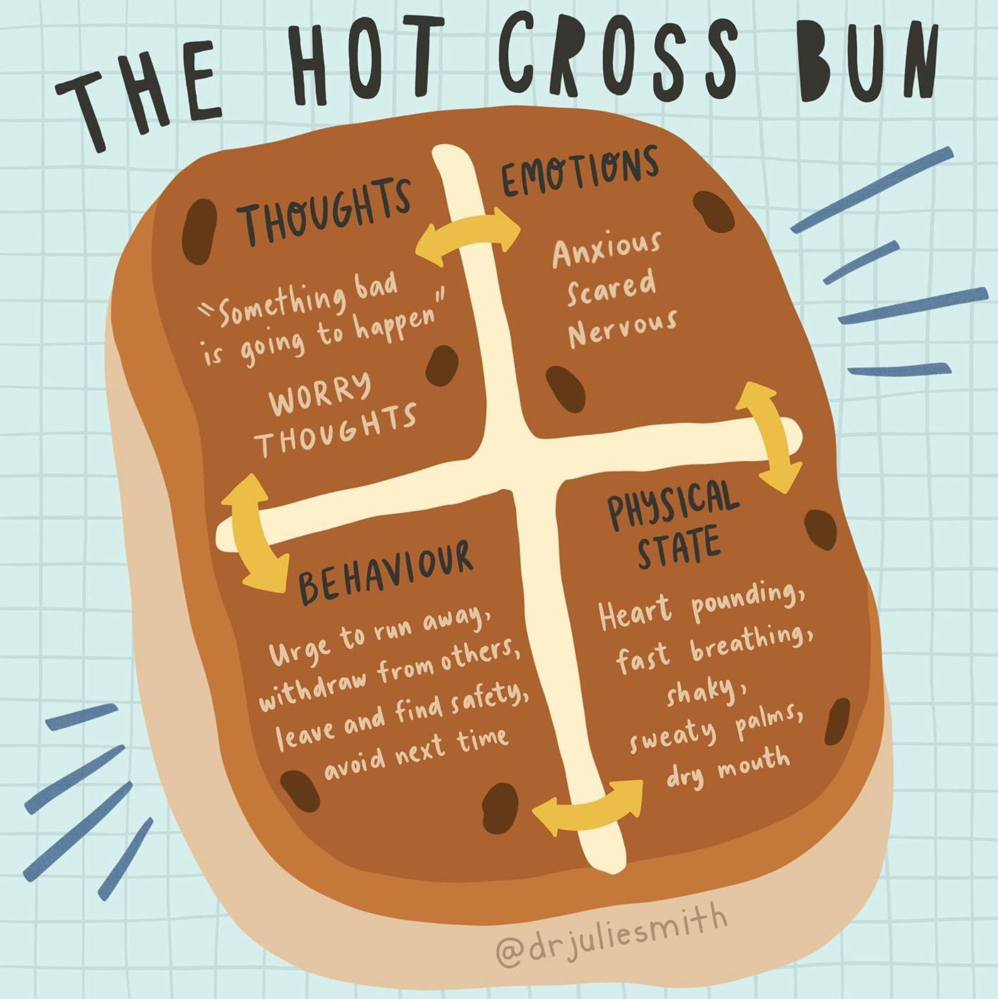 THE HOT CROSS BUN
THOUGHTS
"Something bad
is going to happen"
WORRY
THOUGHTS
EMOTIONS
Anxious
Scared
Nervous
BEHAVIOUR
Urge to run away,
withdraw from others,
leave and find safety,
avoid next time
PHYSICAL
STATE
Heart pounding,
fast breathing,
shaky,
sweaty palms,
dry mouth
@drjuliesmith